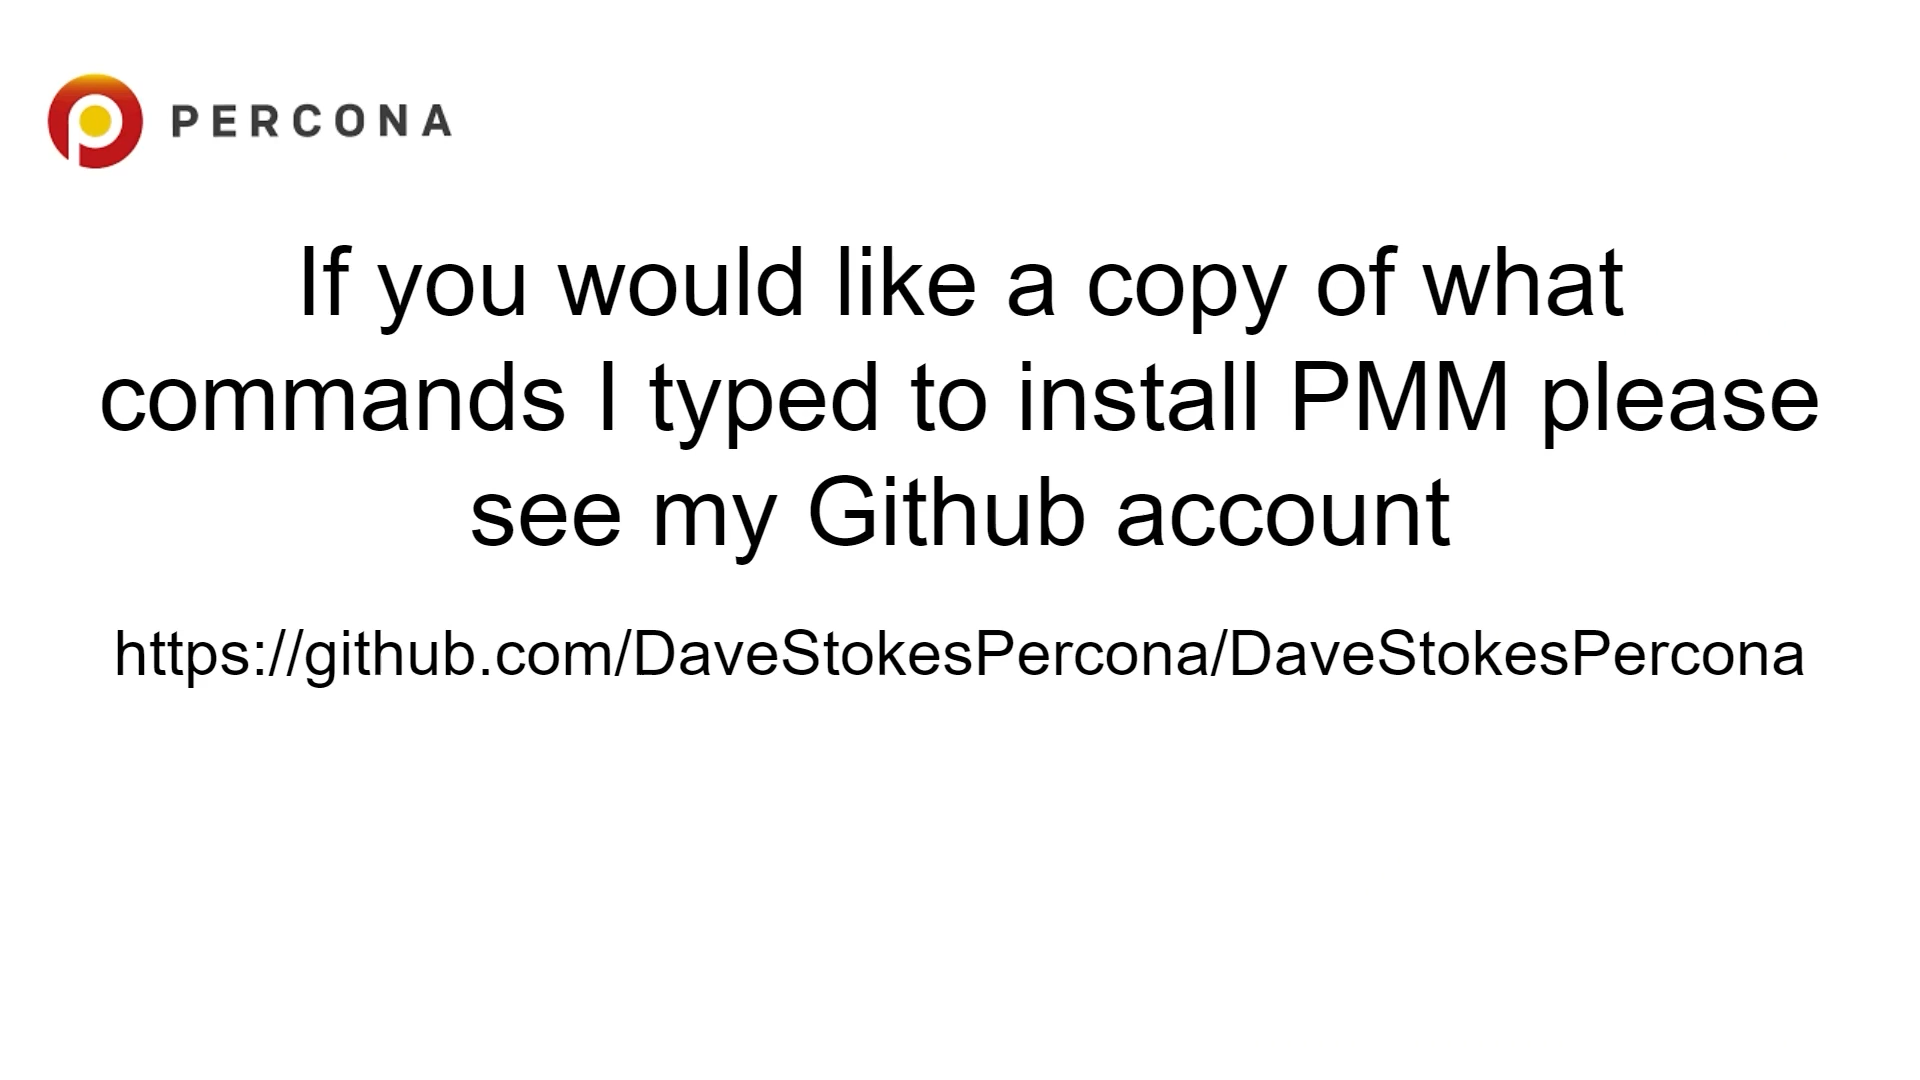 PERCONA
If you would like a copy of what
commands I typed to install PMM please
see my Github account
https://github.com/DaveStokesPercona/DaveStokesPercona